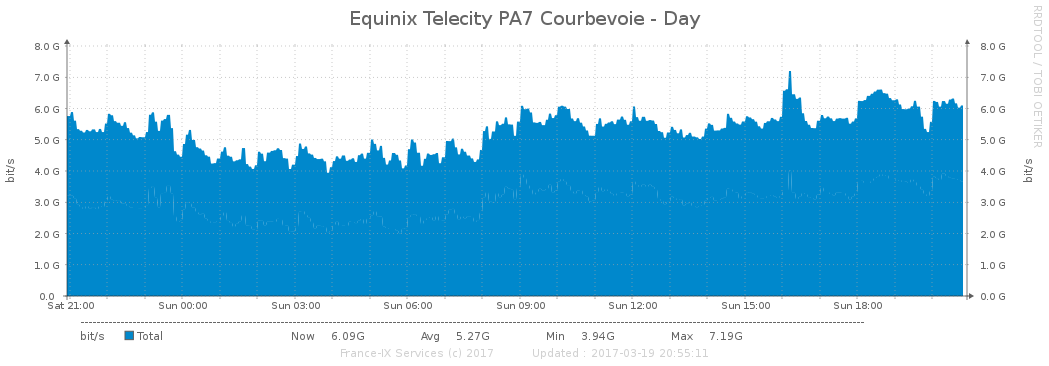 Equinix Telecity PA7 Courbevoie - Day
RRDTOOL / TOBI OETIKER
bit/s
8.0 G 8.0 G
7.0 G 7.0 G
6.0 G 6.0 G
5.0 G 5.0 G
4.0 G 4.0 G
3.0 G 3.0 G
2.0 G 2.0 G
1.0 G 1.0 G
0.0 0.0 G
bit/s
Sat 21:00 Sun 00:00 Sun 03:00 Sun 06:00 Sun 09:00 Sun 12:00 Sun 15:00 Sun 18:00
bit/s Total Now 6.09G Avg 5.27G Min 3.94G Max 7.19G
France-IX Services (c) 2017 Updated : 2017-03-19 20:55:11